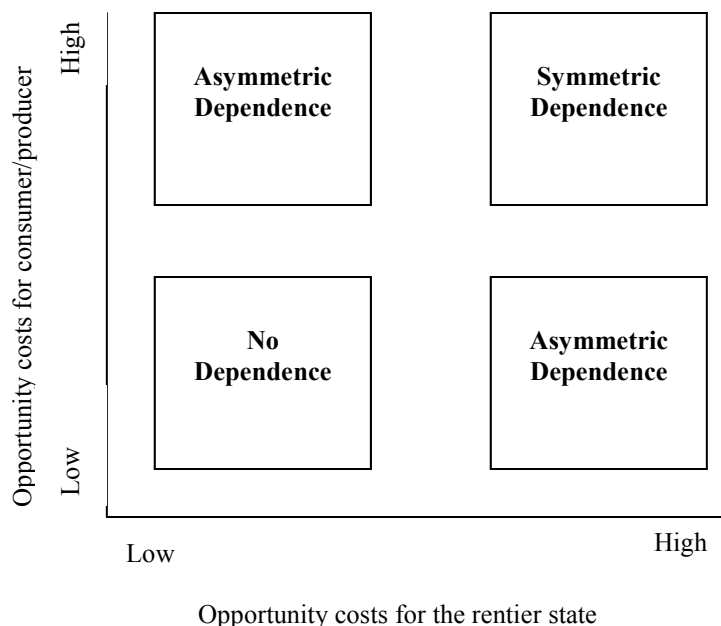 High
Asymmetric
Dependence
Symmetric
Dependence
Opportunity costs for consumer/producer
No
Dependence
Asymmetric
Dependence
Low
Low
High
Opportunity costs for the rentier state